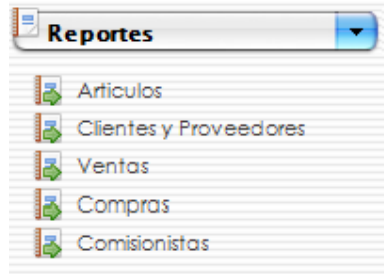 Reportes
Articulos
Clientes y Proveedores
Ventas
Compras
Comisionistas